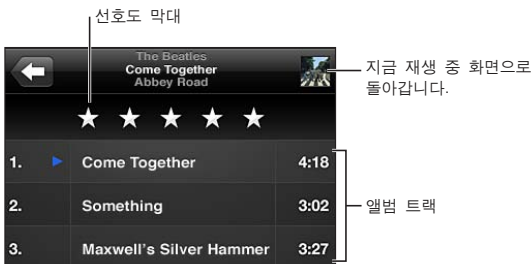 선호도 막대
The Beatles
Come Together
Abbey Road
지금 재생 중 화면으로
돌아갑니다.
1. Come Together 4:18
2. Something 3:02
앨범 트랙
3. Maxwell's Silver Hammer 3:27